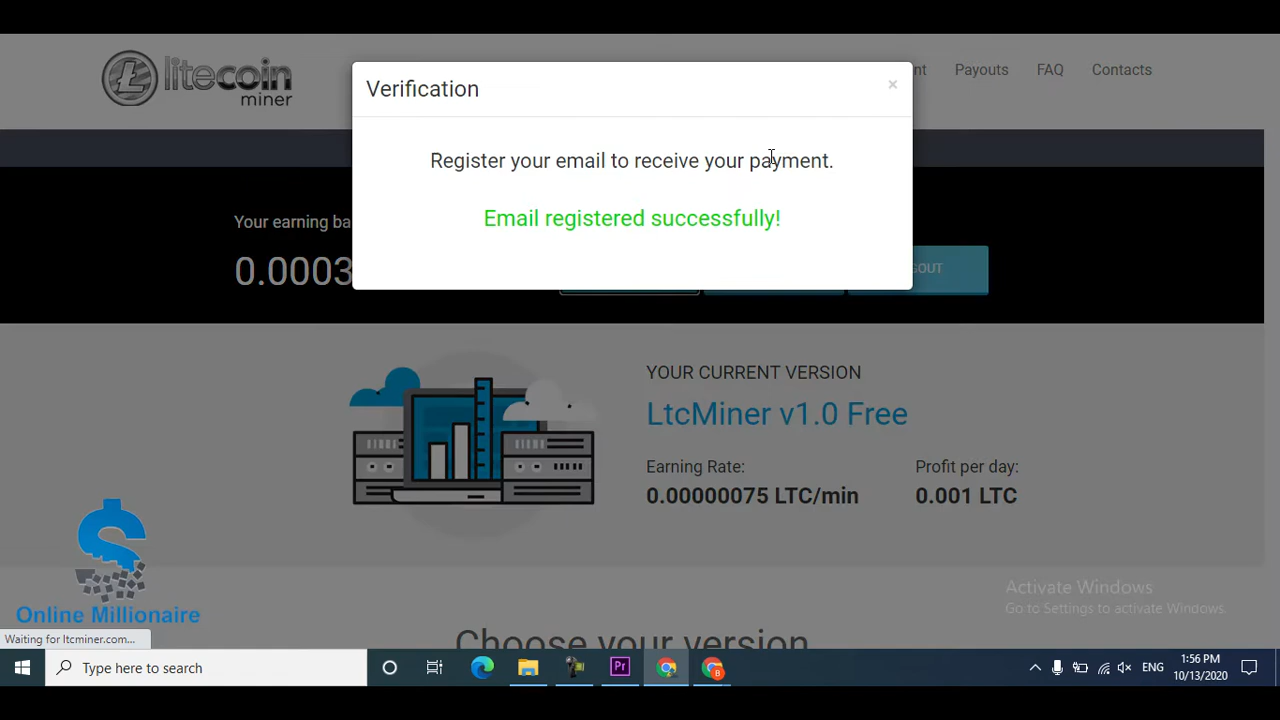 litecoin
miner
nt Payouts FAQ Contacts
Verification
×
Register your email to receive your payment.
Email registered successfully!
Your earning ba
0.0003
OUT
YOUR CURRENT VERSION
LtcMiner v1.0 Free
Earning Rate: Profit per day:
0.00000075 LTC/min 0.001 LTC
Online Millionaire
Activate Windows
Go to Settings to activate Windows.
Choose your version
Waiting for ltcminer.com...
Type here to search
Pr
B
ENG
1:56 PM
10/13/2020